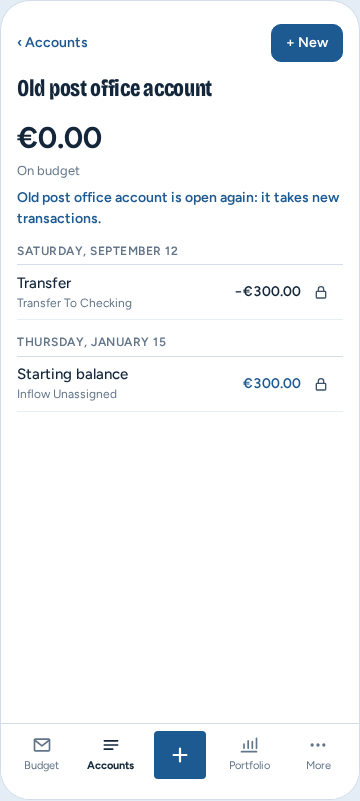 ‹ Accounts
+ New
Old post office account
€0.00
On budget
Old post office account is open again: it takes new
transactions.
SATURDAY, SEPTEMBER 12
Transfer
−€300.00
Transfer To Checking
THURSDAY, JANUARY 15
Starting balance
€300.00
Inflow Unassigned
Budget
Accounts
+
Portfolio
More